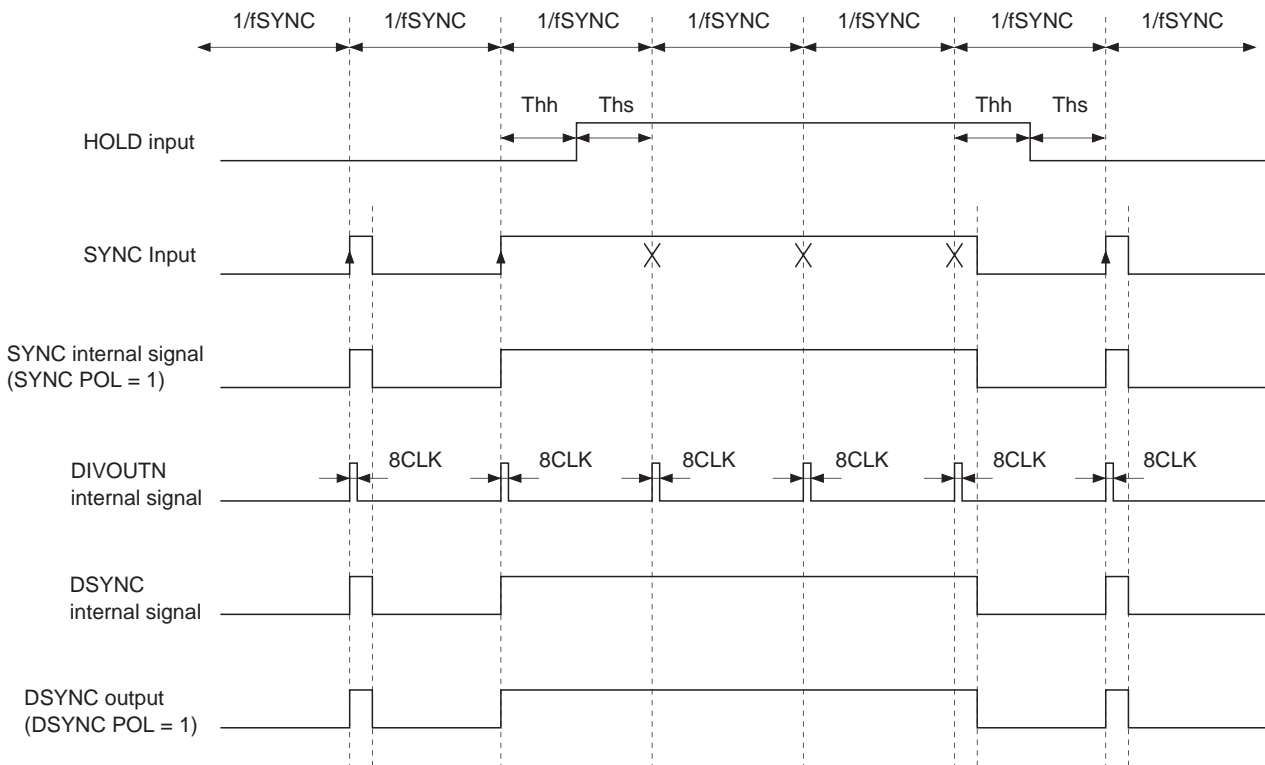 1/fSYNC 1/fSYNC 1/fSYNC 1/fSYNC 1/fSYNC 1/fSYNC 1/fSYNC
Thh Ths Thh Ths
HOLD input
SYNC Input
SYNC internal signal
(SYNC POL = 1)
8CLK 8CLK 8CLK 8CLK 8CLK 8CLK
DIVOUTN
internal signal
DSYNC
internal signal
DSYNC output
(DSYNC POL = 1)